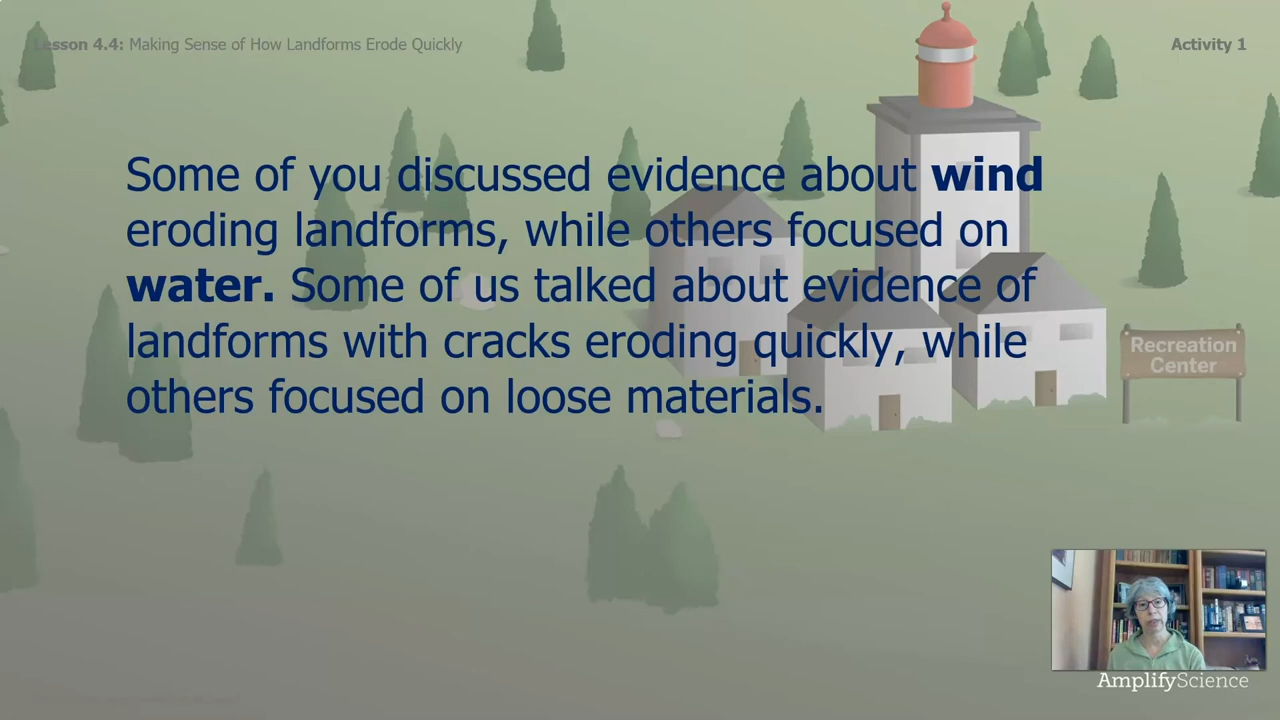 Lesson 4.4: Making Sense of How Landforms Erode Quickly
Activity 1
Some of you discussed evidence about wind
eroding landforms, while others focused on
water. Some of us talked about evidence of
landforms with cracks eroding quickly, while
others focused on loose materials.
Recreation
Center
AmplifyScience